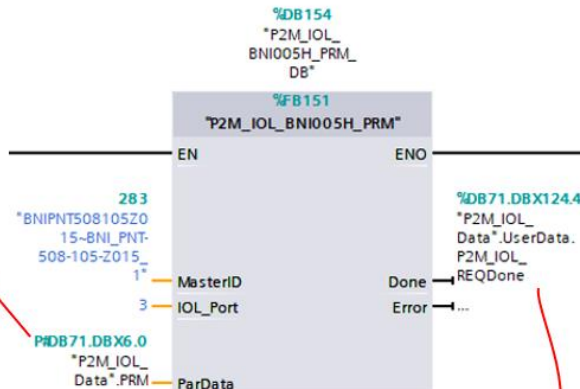 %DB154
"P2M_IOL_
BNI005H_PRM_
DB"
%FB151
"P2M_IOL_BNI005H_PRM"
EN
ENO
283
"BNIPNT508105Z0
15~BNI_PNT-
508-105-Z015_
1"
MasterID
3
IOL_Port
%DB71.DBX124.4
"P2M_IOL_
Data".UserData.
P2M_IOL_
REQDone
Done
Error
...
P#DB71.DBX6.0
"P2M_IOL_
Data".PRM
ParData